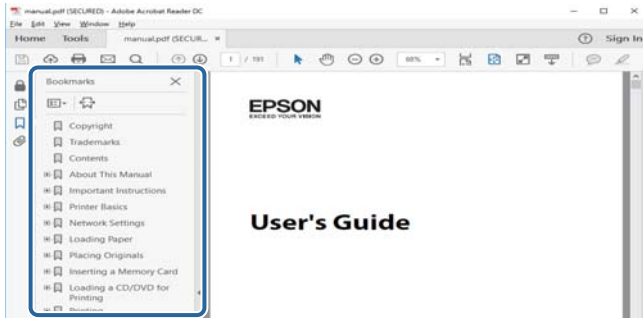 manual.pdf (SECURED) - Adobe Acrobat Reader DC
File Edit View Window Help
Home Tools manual.pdf (SECUR... × Sign In
1 / 191 68%
Bookmarks
Copyright
Trademarks
Contents
About This Manual
Important Instructions
Printer Basics
Network Settings
Loading Paper
Placing Originals
Inserting a Memory Card
Loading a CD/DVD for
Printing
Printing
EPSON
EXCEED YOUR VISION
User's Guide